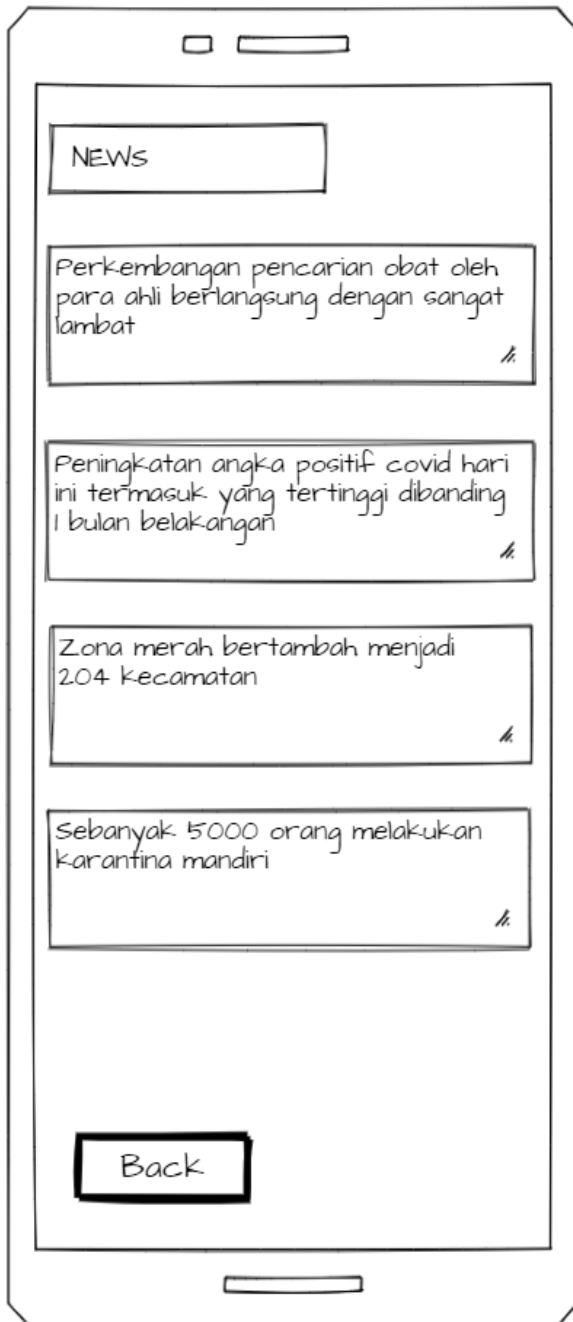 NEWS
Perkembangan pencarian obat oleh
para ahli berlangsung dengan sangat
lambat
Peningkatan angka positif covid hari
ini termasuk yang tertinggi dibanding
1 bulan belakangan
Zona merah bertambah menjadi
204 kecamatan
Sebanyak 5000 orang melakukan
karantina mandiri
Back